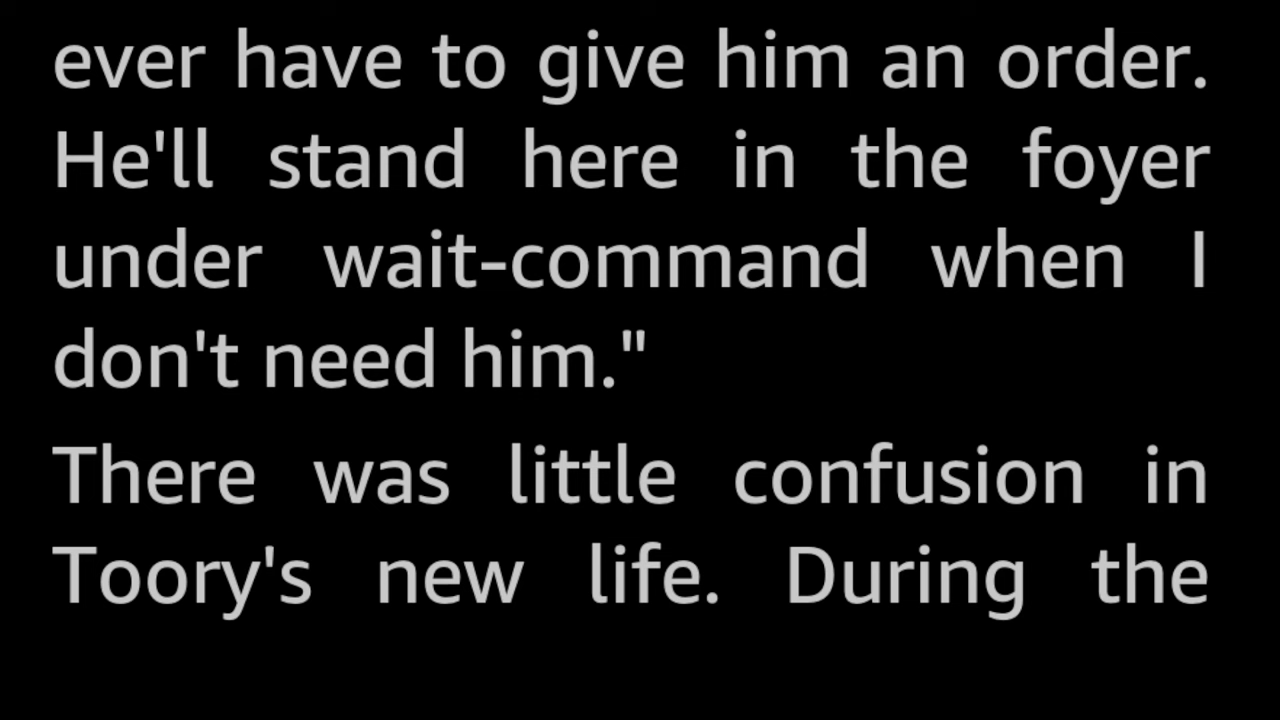 ever have to give him an order.
He'll stand here in the foyer
under wait-command when I
don't need him."
There was little confusion in
Toory's new life. During the